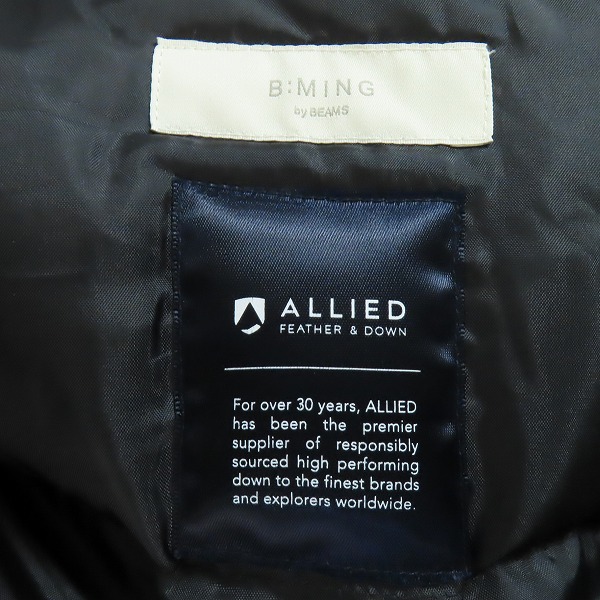 B:MING
by BEAMS
ALLIED
FEATHER & DOWN
For over 30 years, ALLIED
has been the premier
supplier of responsibly
sourced high performing
down to the finest brands
and explorers worldwide.